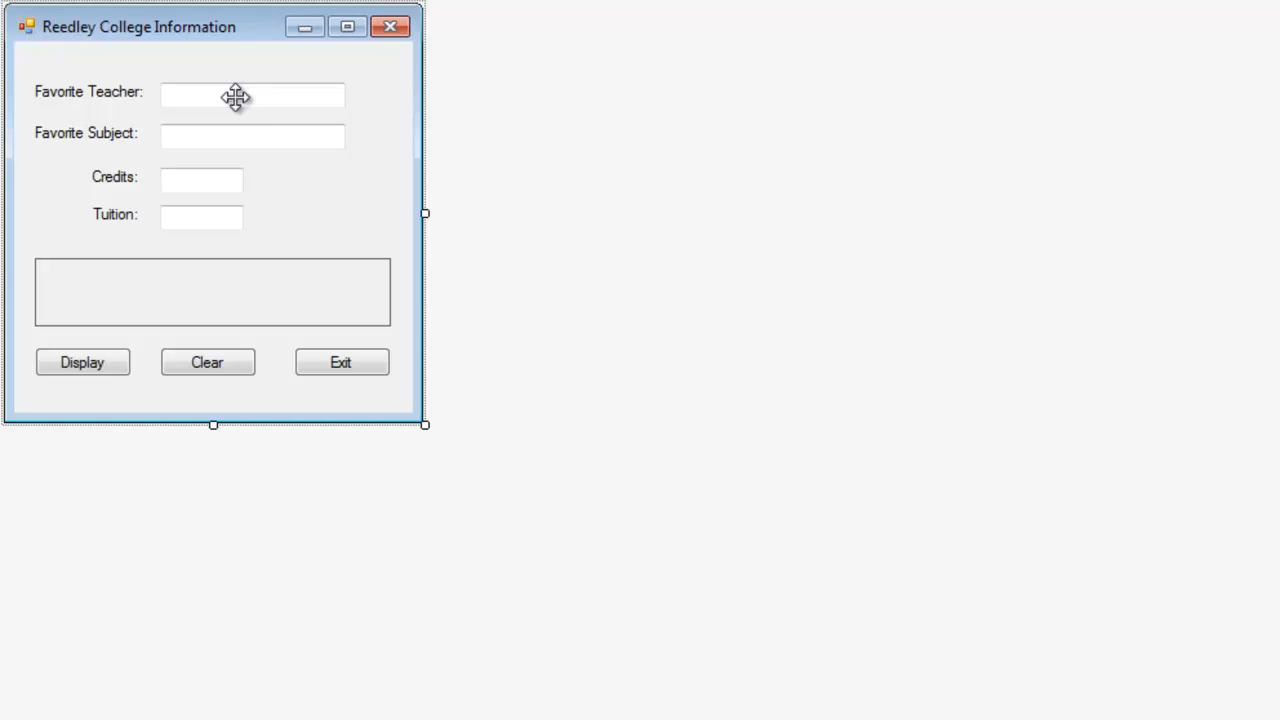 Reedley College Information
Favorite Teacher:
Favorite Subject:
Credits:
Tuition:
Display Clear Exit